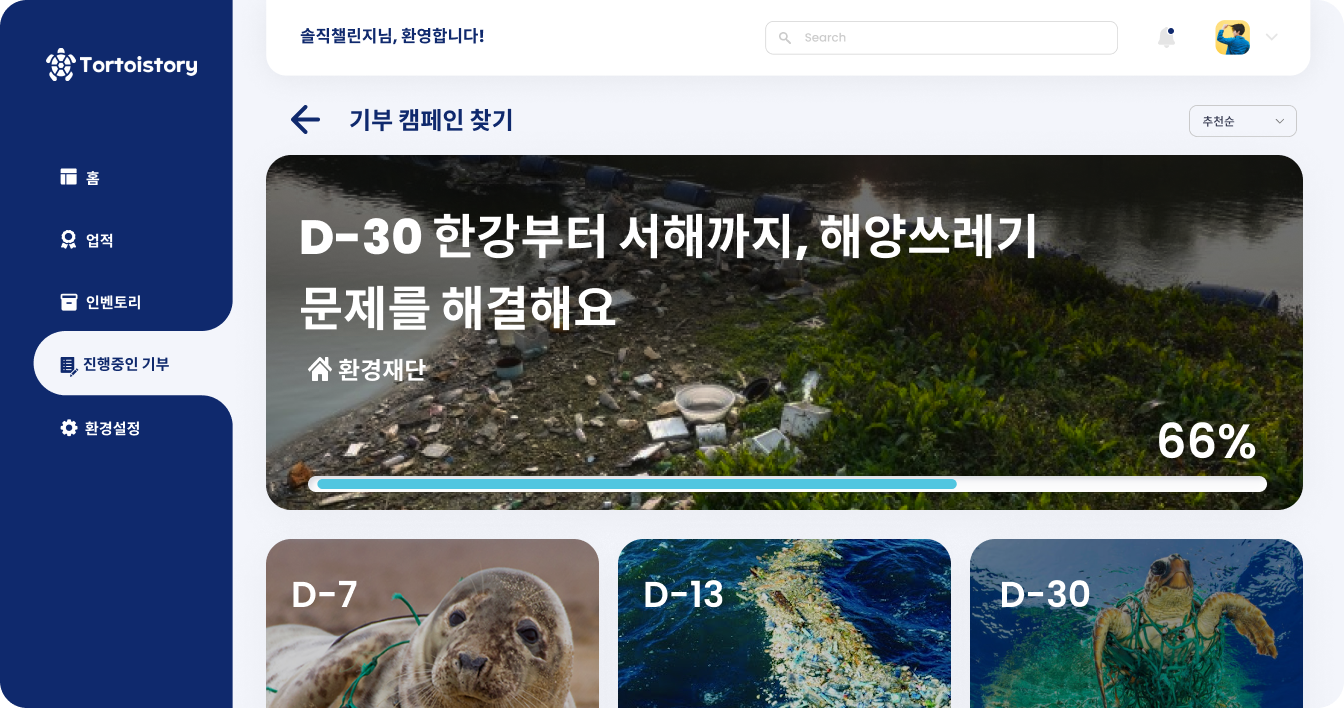 Tortoistory
홈
업적
인벤토리
진행중인 기부
환경설정
솔직챌린지님, 환영합니다!
Search
기부 캠페인 찾기
추천순
D-30 한강부터 서해까지, 해양쓰레기
문제를 해결해요
환경재단
66%
D-7
D-13
D-30